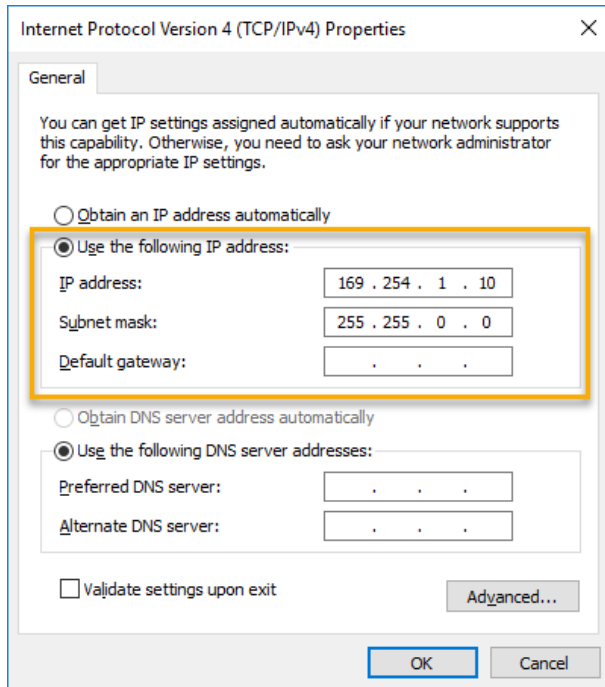 Internet Protocol Version 4 (TCP/IPv4) Properties
General
You can get IP settings assigned automatically if your network supports
this capability. Otherwise, you need to ask your network administrator
for the appropriate IP settings.
Obtain an IP address automatically
Use the following IP address:
IP address: 169 . 254 . 1 . 10
Subnet mask: 255 . 255 . 0 . 0
Default gateway: . . .
Obtain DNS server address automatically
Use the following DNS server addresses:
Preferred DNS server: . . .
Alternate DNS server: . . .
Validate settings upon exit
Advanced...
OK Cancel